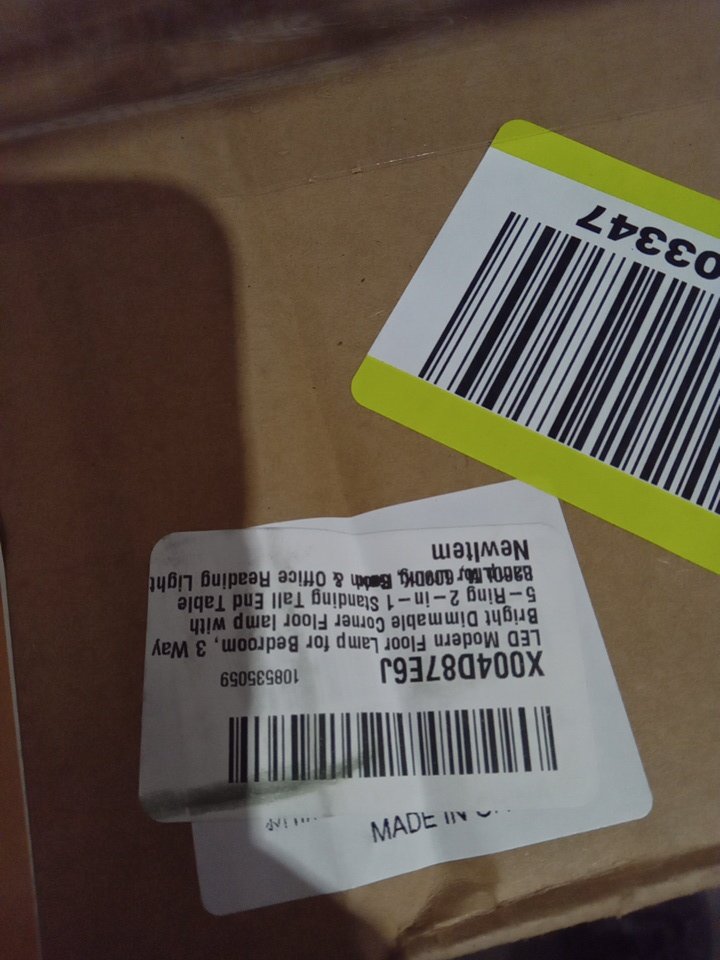 03347
X004D87E6J
108535059
LED Modern Floor Lamp for Bedroom, 3 Way
Bright Dimmable Corner Floor lamp with
5-Ring 2-in-1 Standing Tall End Table
& Office Reading Light
NewItem
MADE IN